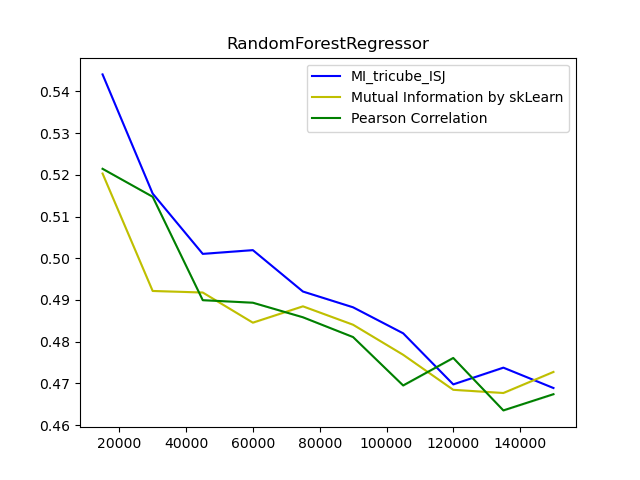 RandomForestRegressor
MI_tricube_ISJ
Mutual Information by skLearn
Pearson Correlation
0.54
0.53
0.52
0.51
0.50
0.49
0.48
0.47
0.46
20000 40000 60000 80000 100000 120000 140000